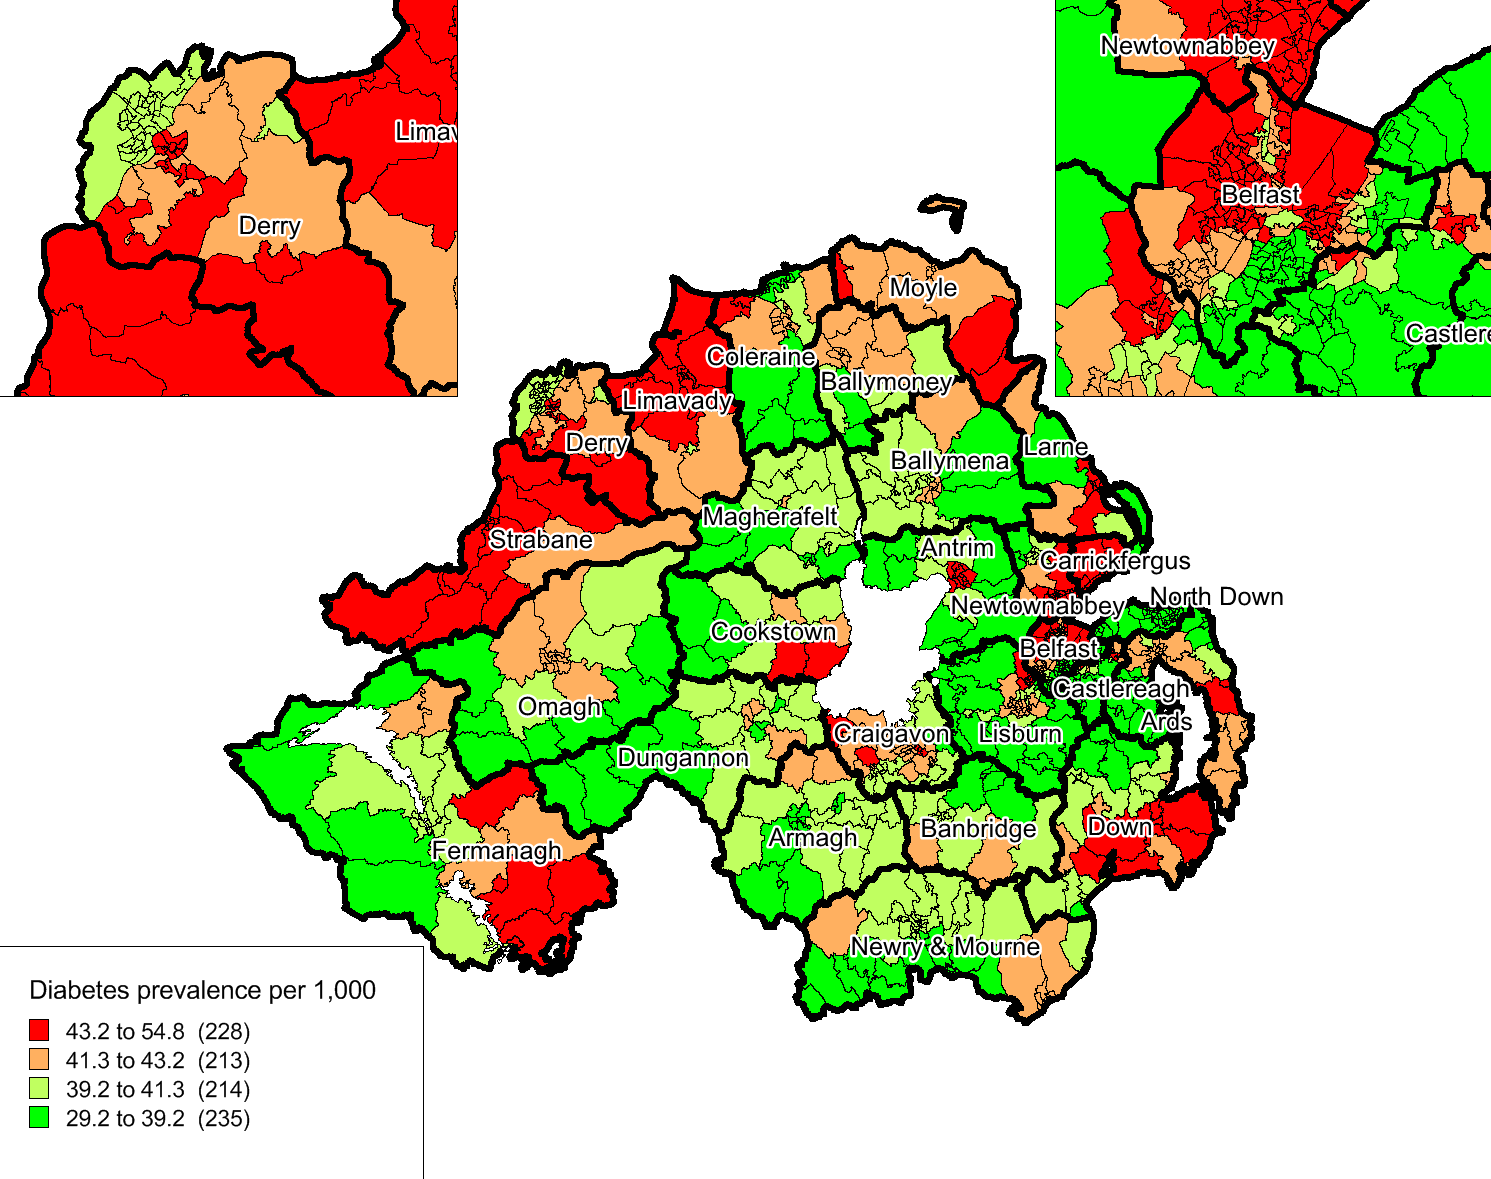 Limav
Derry
Newtownabbey
Belfast
Castlere
Moyle
Coleraine
Ballymoney
Limavady
Derry
Larne
Ballymena
Magherafelt
Strabane
Antrim
Carrickfergus
North Down
Newtownabbey
Cookstown
Belfast
Castlereagh
Omagh
Ards
Craigavon
Lisburn
Dungannon
Banbridge
Down
Armagh
Fermanagh
Newry & Mourne
Diabetes prevalence per 1,000
43.2 to 54.8 (228)
41.3 to 43.2 (213)
39.2 to 41.3 (214)
29.2 to 39.2 (235)